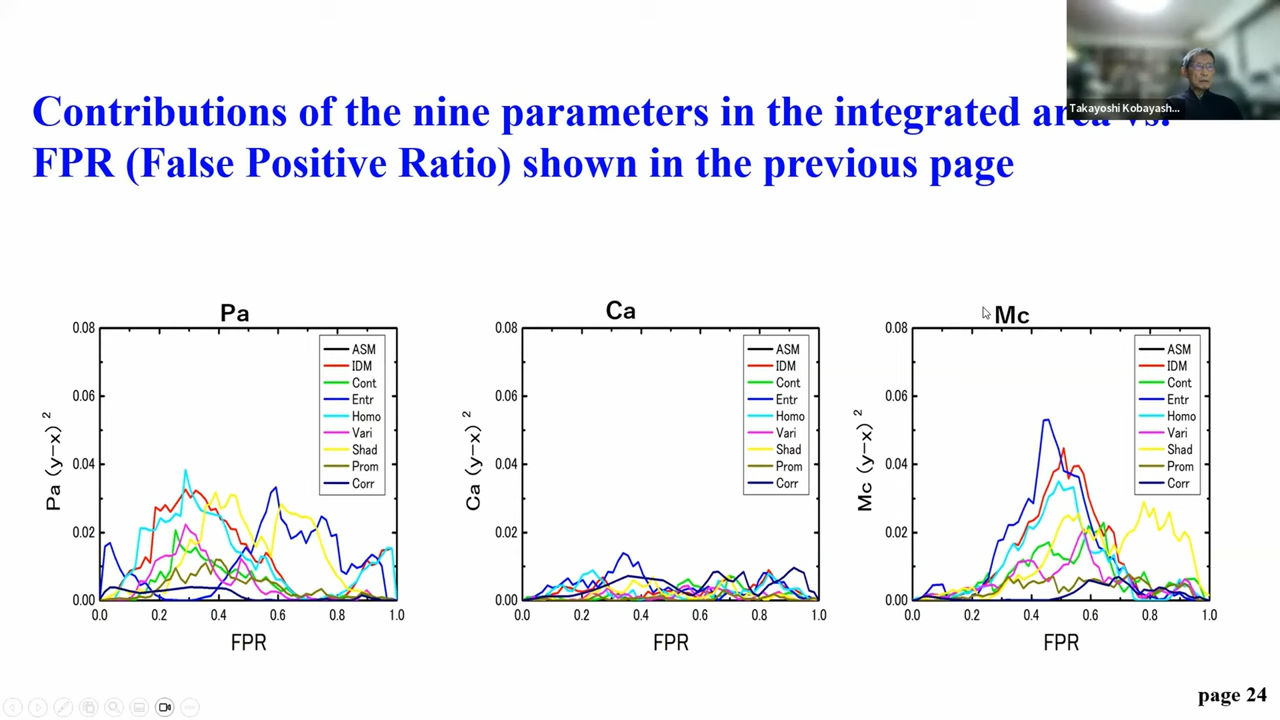 Takayoshi Kobayash...
Contributions of the nine parameters in the integrated area vs.
FPR (False Positive Ratio) shown in the previous page
Pa
0.08
0.06
0.04
0.02
0.00
0.0 0.2 0.4 0.6 0.8 1.0
Pa (y-x) 2
FPR
ASM
IDM
Cont
Entr
Homo
Vari
Shad
Prom
Corr
Ca
0.08
0.06
0.04
0.02
0.00
0.0 0.2 0.4 0.6 0.8 1.0
Ca (y-x) 2
FPR
ASM
IDM
Cont
Entr
Homo
Vari
Shad
Prom
Corr
Mc
0.08
0.06
0.04
0.02
0.00
0.0 0.2 0.4 0.6 0.8 1.0
Mc (y-x) 2
FPR
ASM
IDM
Cont
Entr
Homo
Vari
Shad
Prom
Corr
page 24